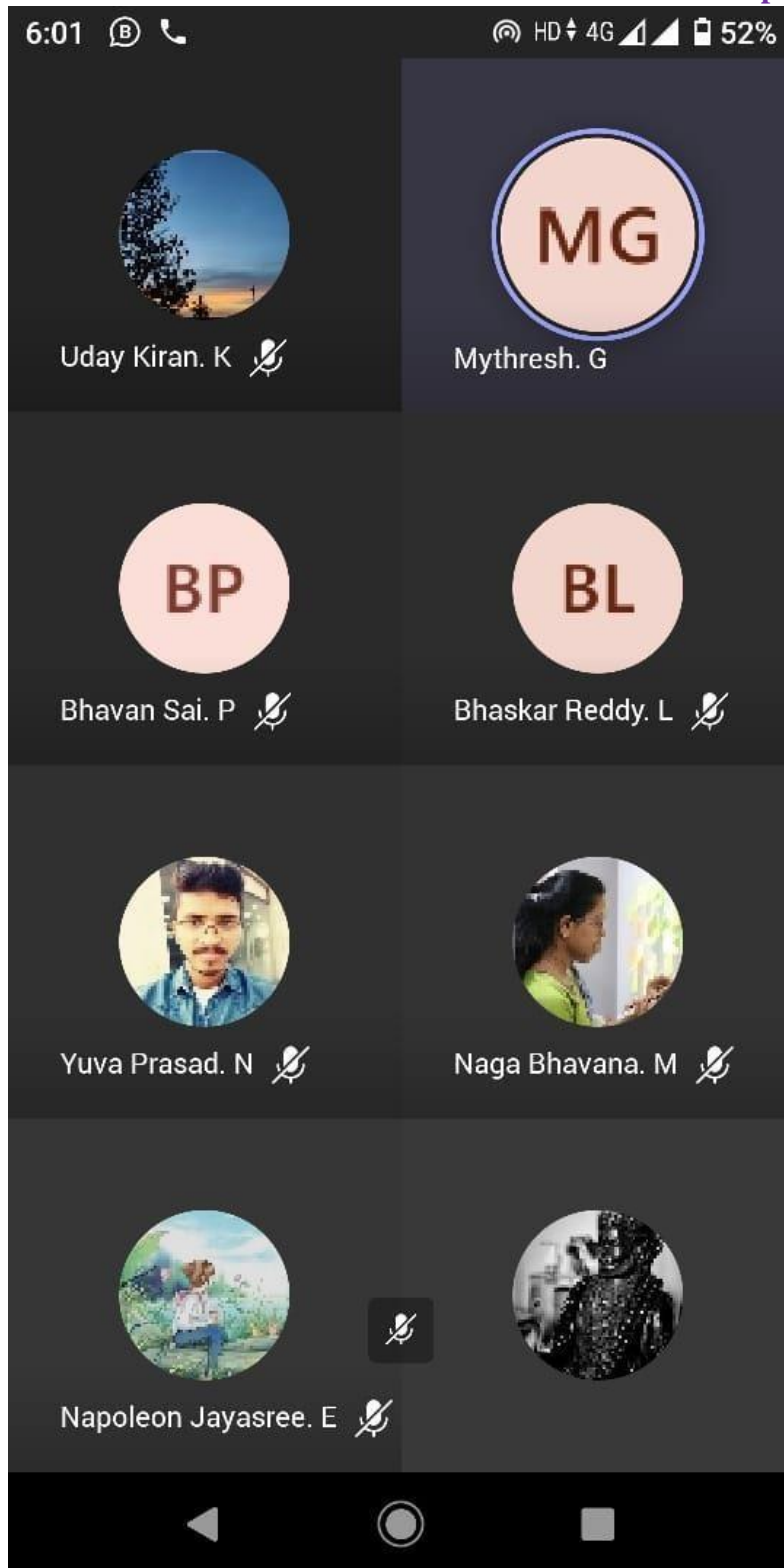 6:01 B HD 4G 52%
MG
Uday Kiran. K
Mythresh. G
BP
BL
Bhavan Sai. P
Bhaskar Reddy. L
Yuva Prasad. N
Naga Bhavana. M
Napoleon Jayasree. E